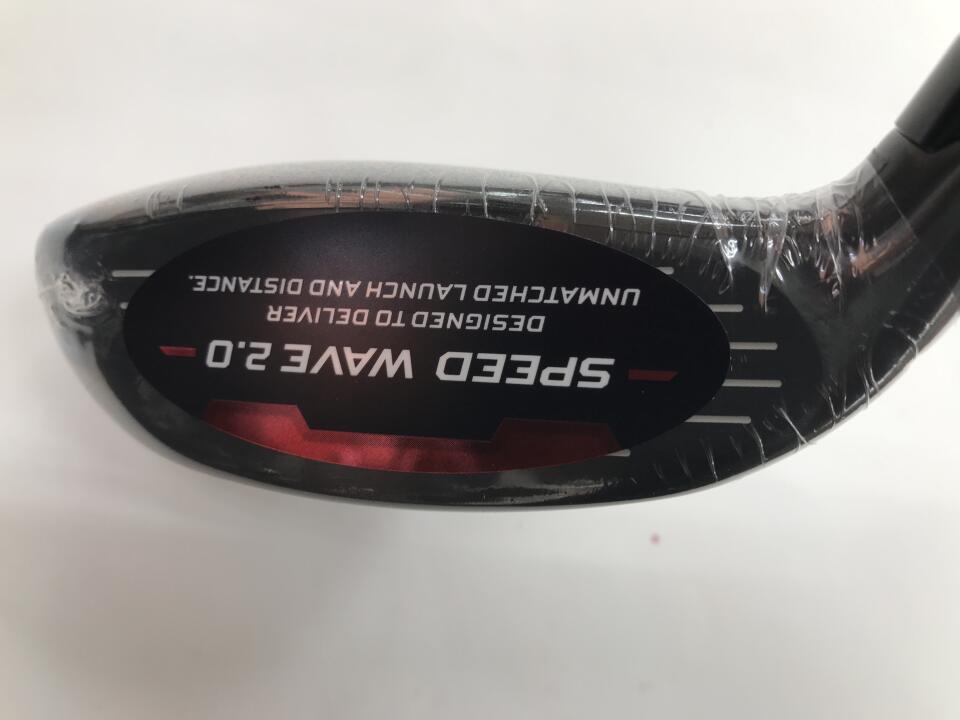 SPEED WAVE 2.0
DESIGNED TO DELIVER
UNMATCHED LAUNCH AND DISTANCE.